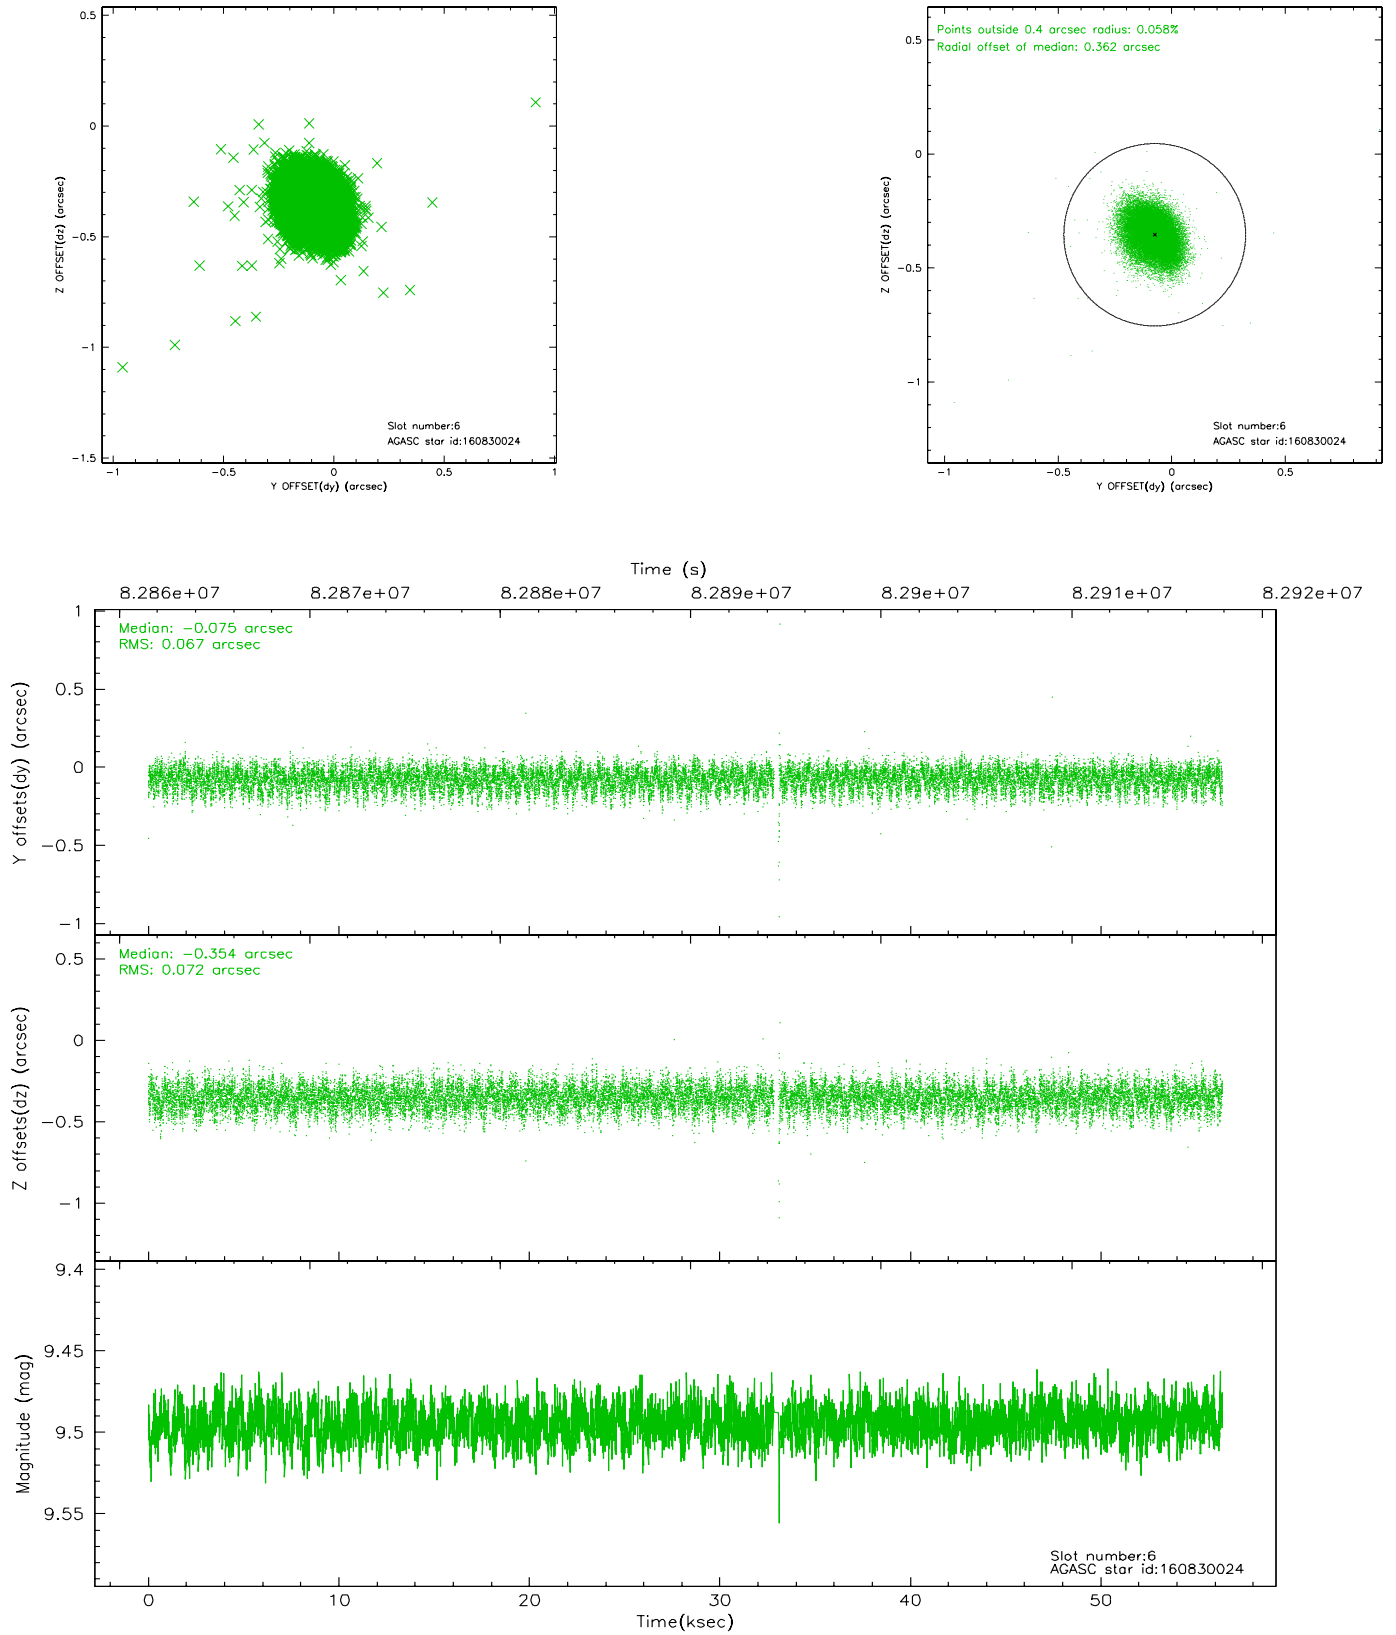 0.5
0
−0.5
−1
−1.5
Z OFFSET(dz) (arcsec)
−1
−0.5
0
0.5
1
Y OFFSET(dy) (arcsec)
Slot number:6
AGASC star id:160830024
Points outside 0.4 arcsec radius: 0.058%
Radial offset of median: 0.362 arcsec
0.5
0
−0.5
−1
Z OFFSET(dz) (arcsec)
−1
−0.5
0
0.5
Y OFFSET(dy) (arcsec)
Slot number:6
AGASC star id:160830024
Time (s)
8.286e+07 8.287e+07 8.288e+07 8.289e+07 8.29e+07 8.291e+07 8.292e+07
Median: −0.075 arcsec
RMS: 0.067 arcsec
1
0.5
0
−0.5
−1
Y offsets(dy) (arcsec)
Median: −0.354 arcsec
RMS: 0.072 arcsec
0.5
0
−0.5
−1
Z offsets(dz) (arcsec)
9.4
9.45
9.5
9.55
Magnitude (mag)
Slot number:6
AGASC star id:160830024
0 10 20 30 40 50
Time(ksec)